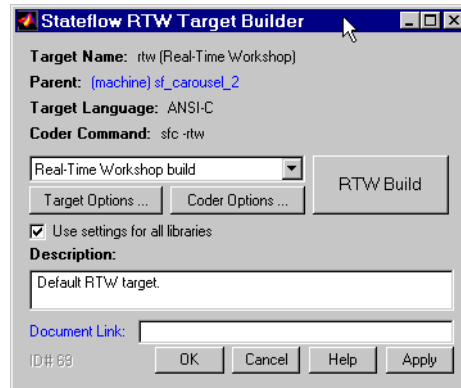 Stateflow RTW Target Builder
Target Name: rtw (Real-Time Workshop)
Parent: (machine) sf_carousel_2
Target Language: ANSI-C
Coder Command: sfc -rtw
Real-Time Workshop build
RTW Build
Target Options ... Coder Options ...
Use settings for all libraries
Description:
Default RTW target.
Document Link:
ID# 69 OK Cancel Help Apply